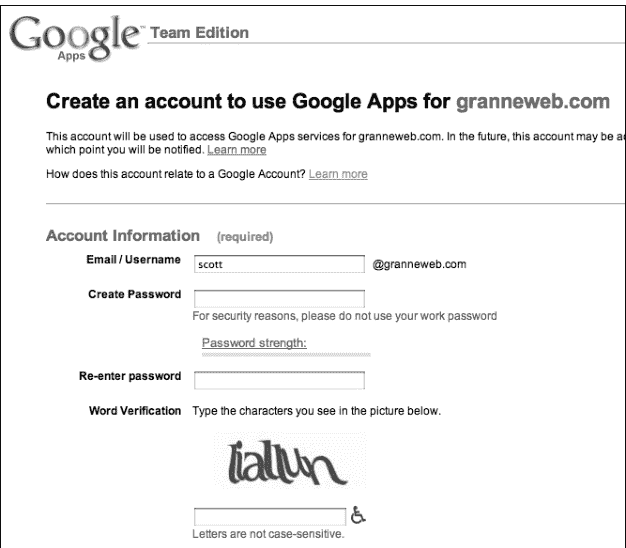 Google™ Team Edition
Apps
Create an account to use Google Apps for granneweb.com
This account will be used to access Google Apps services for granneweb.com. In the future, this account may be
which point you will be notified. Learn more
How does this account relate to a Google Account? Learn more
Account Information (required)
Email / Username scott @granneweb.com
Create Password
For security reasons, please do not use your work password
Password strength:
Re-enter password
Word Verification Type the characters you see in the picture below.
Letters are not case-sensitive.